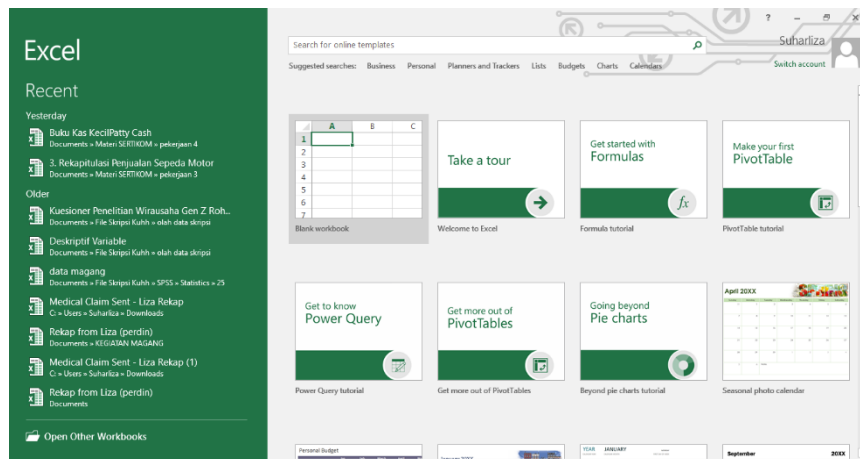 Excel
Recent
Yesterday
Buku Kas KecilPatty Cash
Documents » Materi SERTIKOM » pekerjaan 4
3. Rekapitulasi Penjualan Sepeda Motor
Documents » Materi SERTIKOM » pekerjaan 3
Older
Kuesioner Penelitian Wirausaha Gen Z Roh..
Documents » File Skripsi Kuhh » olah data skripsi
Deskriptif Variable
Documents » File Skripsi Kuhh » olah data skripsi
data magang
Documents » File Skripsi Kuhh » SPSS » Statistics » 25
Medical Claim Sent - Liza Rekap
C: » Users » Suharliza » Downloads
Rekap from Liza (perdin)
Documents » KEGIATAN MAGANG
Medical Claim Sent - Liza Rekap (1)
C: » Users » Suharliza » Downloads
Rekap from Liza (perdin)
Documents
Open Other Workbooks
?
Suharliza
Switch account
Search for online templates
Suggested searches: Business Personal Planners and Trackers Lists Budgets Charts Calendars
A B C
1
2
3
4
5
6
7
Blank workbook
Take a tour
Welcome to Excel
Get started with
Formulas
fx
Formula tutorial
Make your first
PivotTable
PivotTable tutorial
Get to know
Power Query
Power Query tutorial
Get more out of
PivotTables
Get more out of PivotTables
Going beyond
Pie charts
Beyond pie charts tutorial
April 20XX
Seasonal photo calendar
Personal Budget
January 20XX
YEAR JANUARY
September 20XX